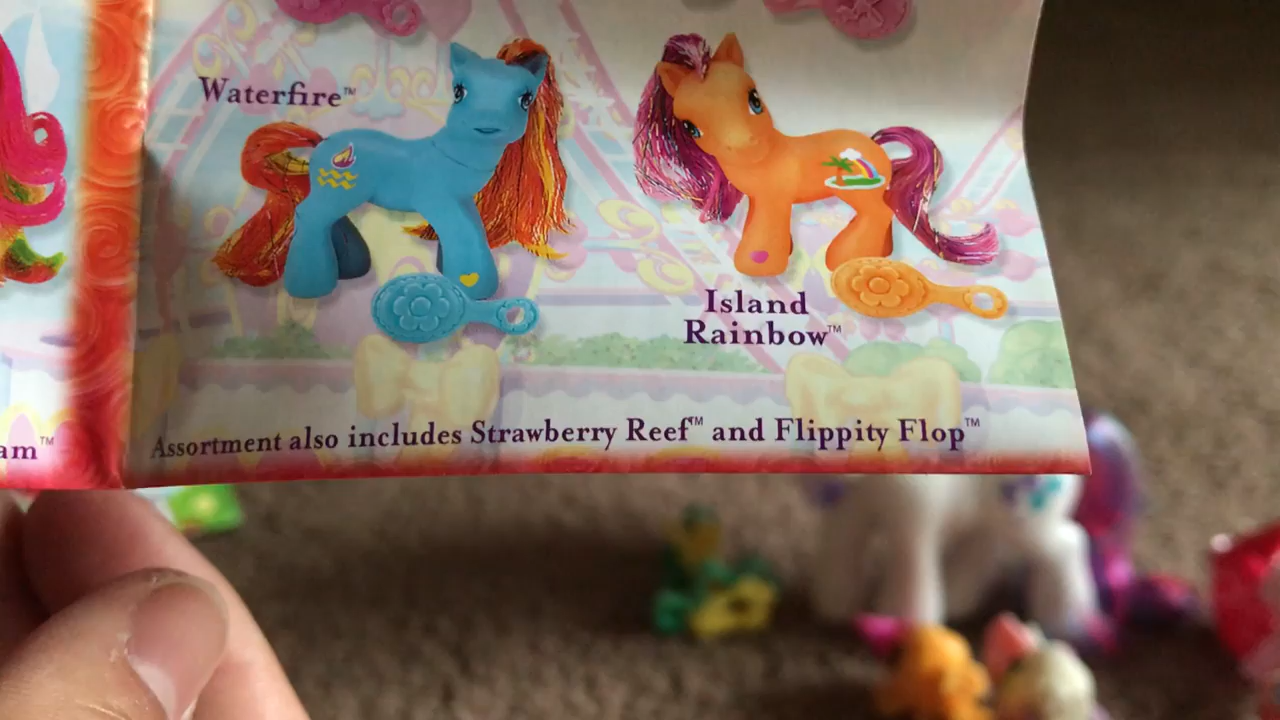 Waterfire™
Island
Rainbow™
am™
Assortment also includes Strawberry Reef™ and Flippity Flop™